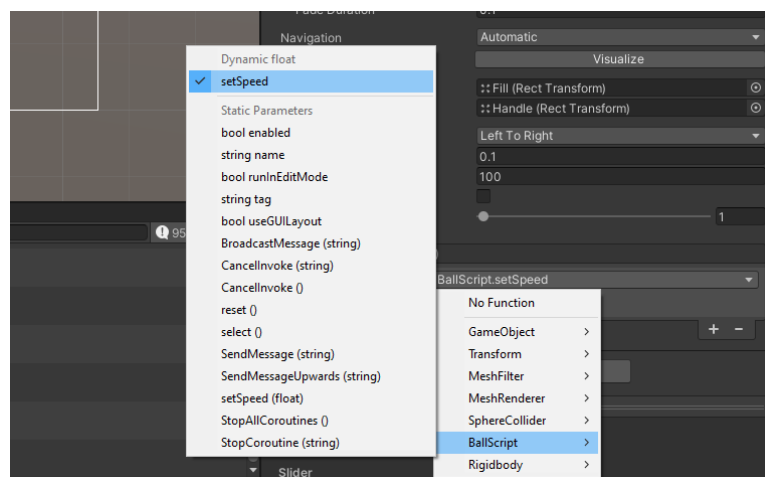 Fade Duration
0.1
Navigation
Automatic
Visualize
Fill (Rect Transform)
Handle (Rect Transform)
Left To Right
0.1
100
1
Dynamic float
setSpeed
Static Parameters
bool enabled
string name
bool runInEditMode
string tag
bool useGUILayout
BroadcastMessage (string)
CancelInvoke (string)
CancelInvoke ()
reset ()
select ()
SendMessage (string)
SendMessageUpwards (string)
setSpeed (float)
StopAllCoroutines ()
StopCoroutine (string)
95
)
BallScript.setSpeed
No Function
GameObject
Transform
MeshFilter
MeshRenderer
SphereCollider
BallScript
Rigidbody
Slider